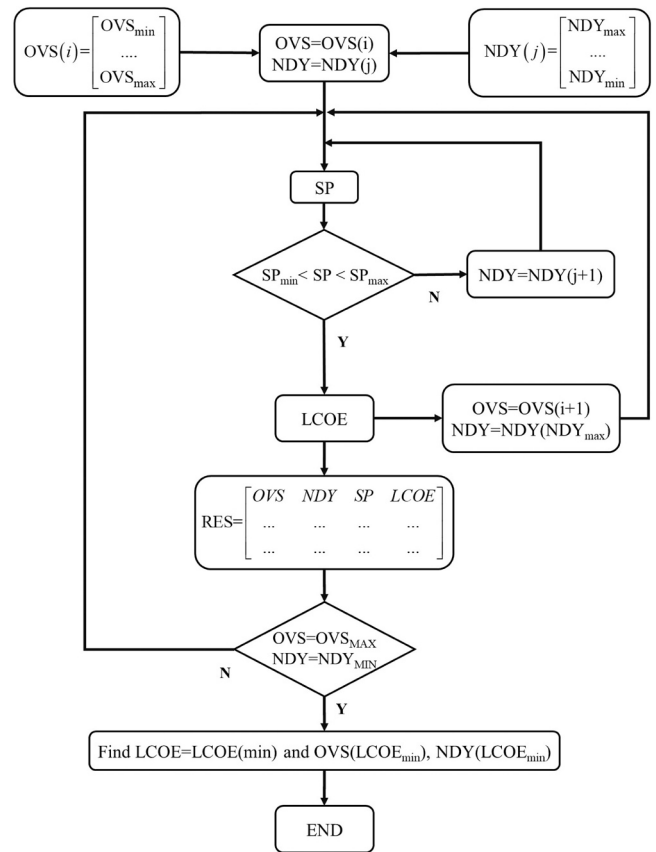 OVS(i)=[OVSmin
....
OVSmax]
OVS=OVS(i)
NDY=NDY(j)
NDY(j)=[NDYmax
....
NDYmin]
SP
SPmin< SP < SPmax
N
NDY=NDY(j+1)
Y
LCOE
OVS=OVS(i+1)
NDY=NDY(NDYmax)
RES=[OVS NDY SP LCOE
... ... ... ...
... ... ... ...]
OVS=OVSMAX
NDY=NDYMIN
N
Y
Find LCOE=LCOE(min) and OVS(LCOEmin), NDY(LCOEmin)
END